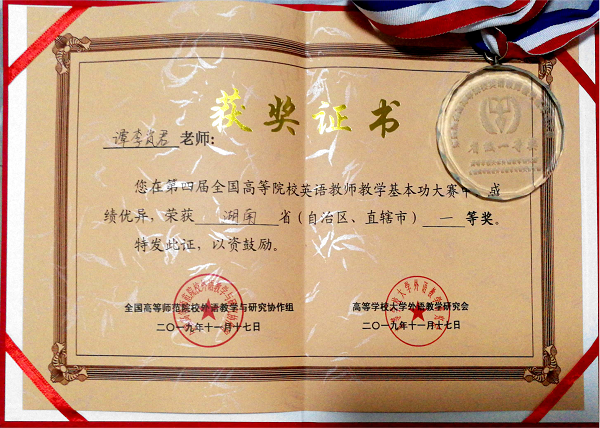 获奖证书
谭李肖君 老师:
您在第四届全国高等院校英语教师教学基本功大赛中，成
绩优异，荣获 湖南 省（自治区、直辖市） 一 等奖。
特发此证，以资鼓励。
全国高等师范院校外语教学与研究协作组
二〇一九年十一月十七日
高等学校大学外语教学研究会
二〇一九年十一月十七日
省级一等奖